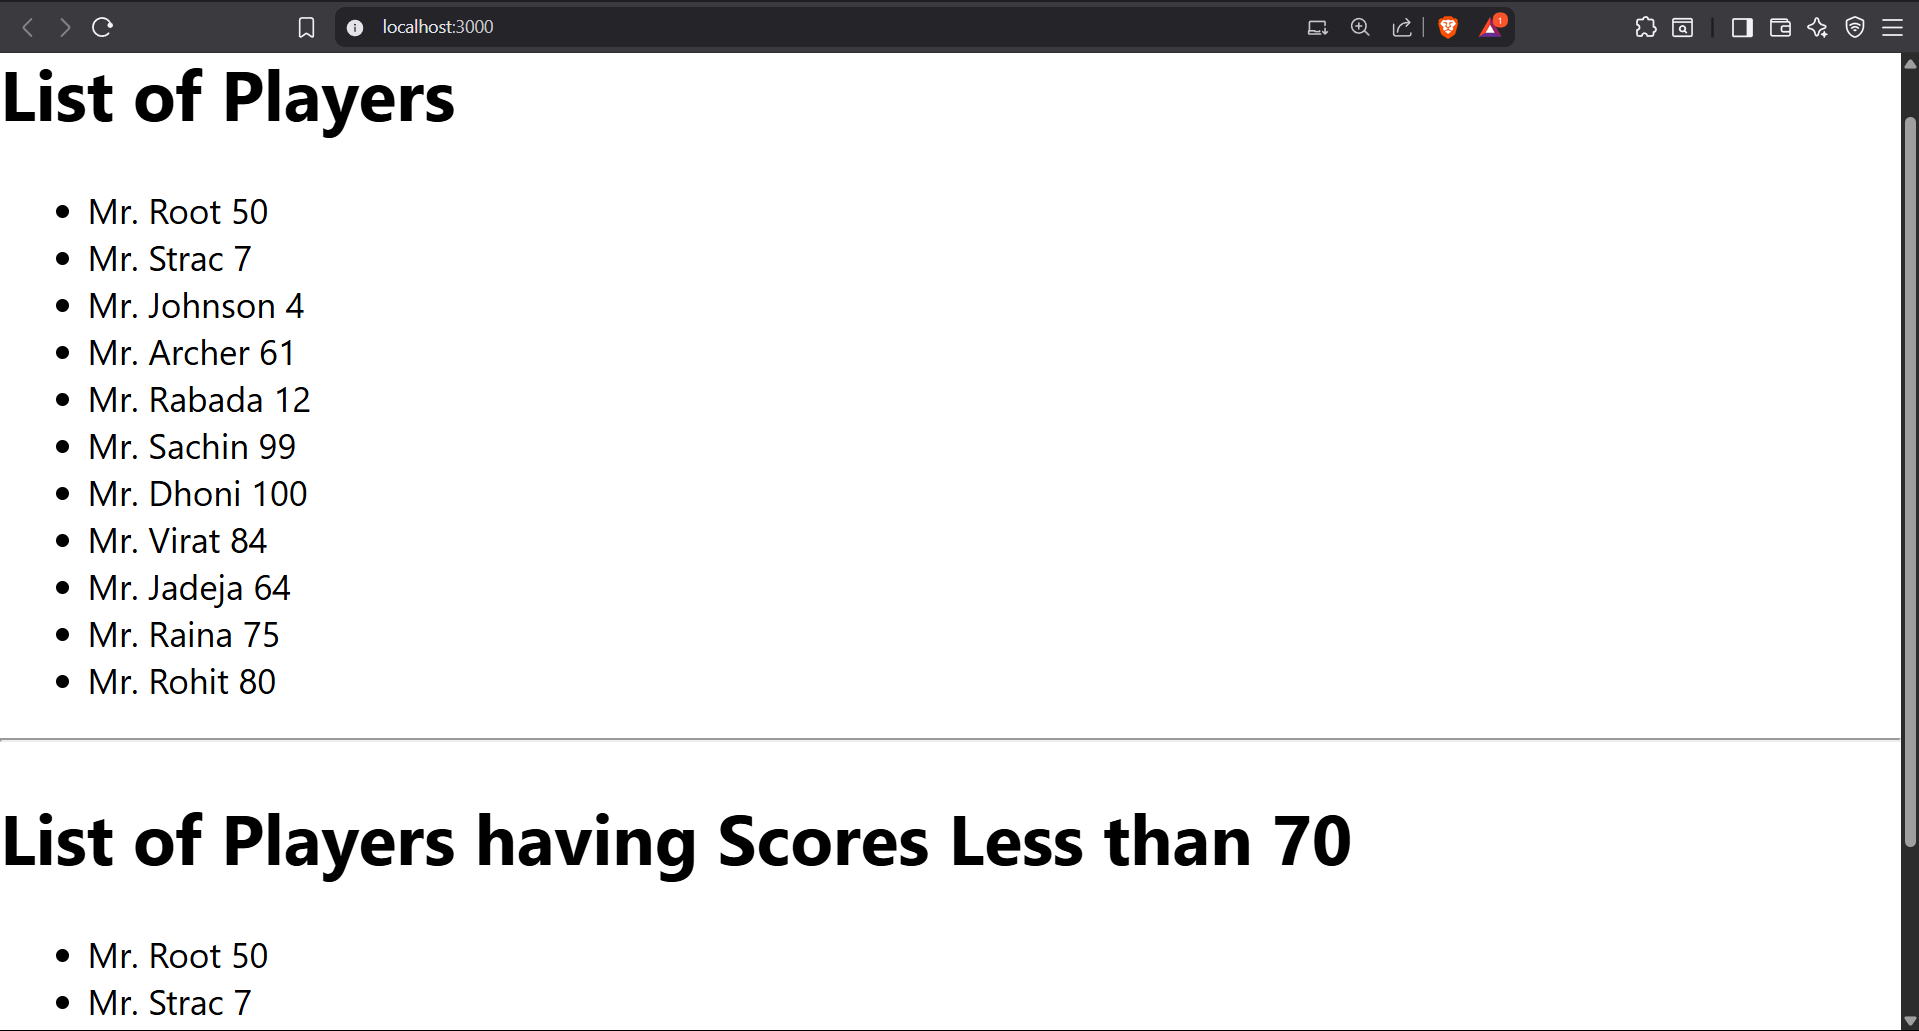 localhost:3000
1
List of Players
Mr. Root 50
Mr. Strac 7
Mr. Johnson 4
Mr. Archer 61
Mr. Rabada 12
Mr. Sachin 99
Mr. Dhoni 100
Mr. Virat 84
Mr. Jadeja 64
Mr. Raina 75
Mr. Rohit 80
List of Players having Scores Less than 70
Mr. Root 50
Mr. Strac 7